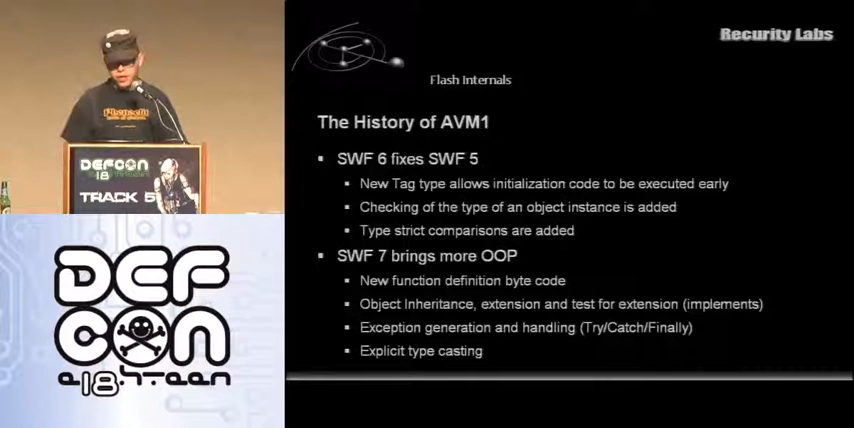 Recurity Labs
Flash Internals
The History of AVM1
SWF 6 fixes SWF 5
New Tag type allows initialization code to be executed early
Checking of the type of an object instance is added
Type strict comparisons are added
SWF 7 brings more OOP
New function definition byte code
Object Inheritance, extension and test for extension (implements)
Exception generation and handling (Try/Catch/Finally)
Explicit type casting
DEFCON
18
TRACK 5
DEF
CON
e18hteen